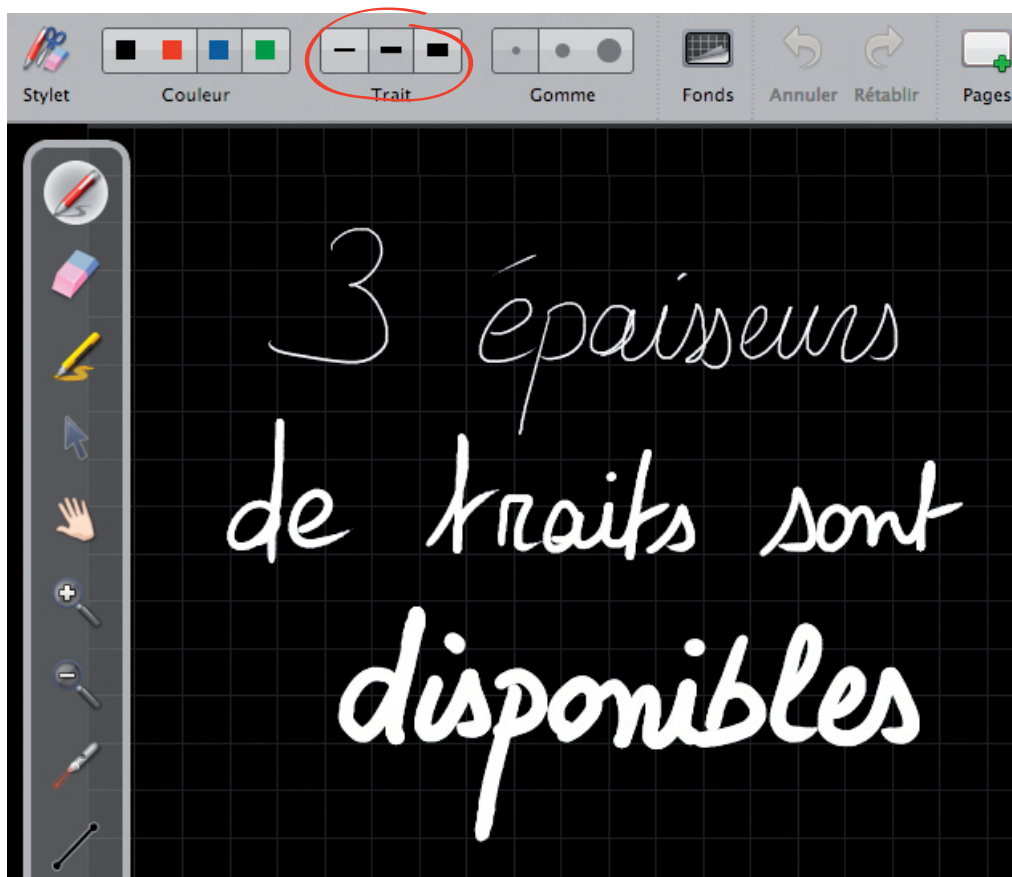 Stylet Couleur Trait Gomme Fonds Annuler Rétablir Pages
3 épaisseurs
de traits sont
disponibles